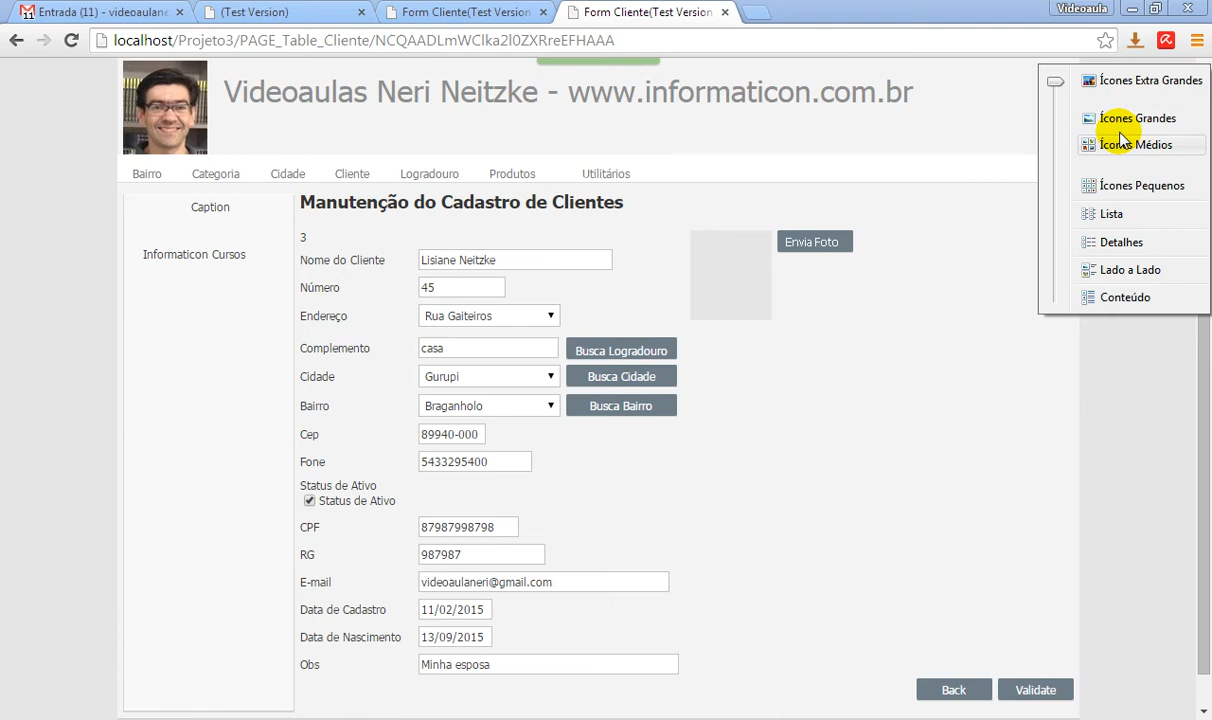 Entrada (11) - videoaulane
(Test Version)
Form Cliente(Test Version
Form Cliente(Test Version
Videoaula
localhost/Projeto3/PAGE_Table_Cliente/NCQAADLmWClka2l0ZXRreEFHAAA
Videoaulas Neri Neitzke - www.informaticon.com.br
Bairro
Categoria
Cidade
Cliente
Logradouro
Produtos
Utilitários
Caption
Informaticon Cursos
Manutenção do Cadastro de Clientes
3
Envia Foto
Nome do Cliente
Lisiane Neitzke
Número
45
Endereço
Rua Gaiteiros
Complemento
casa
Busca Logradouro
Cidade
Gurupi
Busca Cidade
Bairro
Braganholo
Busca Bairro
Cep
89940-000
Fone
5433295400
Status de Ativo
Status de Ativo
CPF
87987998798
RG
987987
E-mail
videoaulaneri@gmail.com
Data de Cadastro
11/02/2015
Data de Nascimento
13/09/2015
Obs
Minha esposa
Back
Validate
Ícones Extra Grandes
Ícones Grandes
Ícones Médios
Ícones Pequenos
Lista
Detalhes
Lado a Lado
Conteúdo